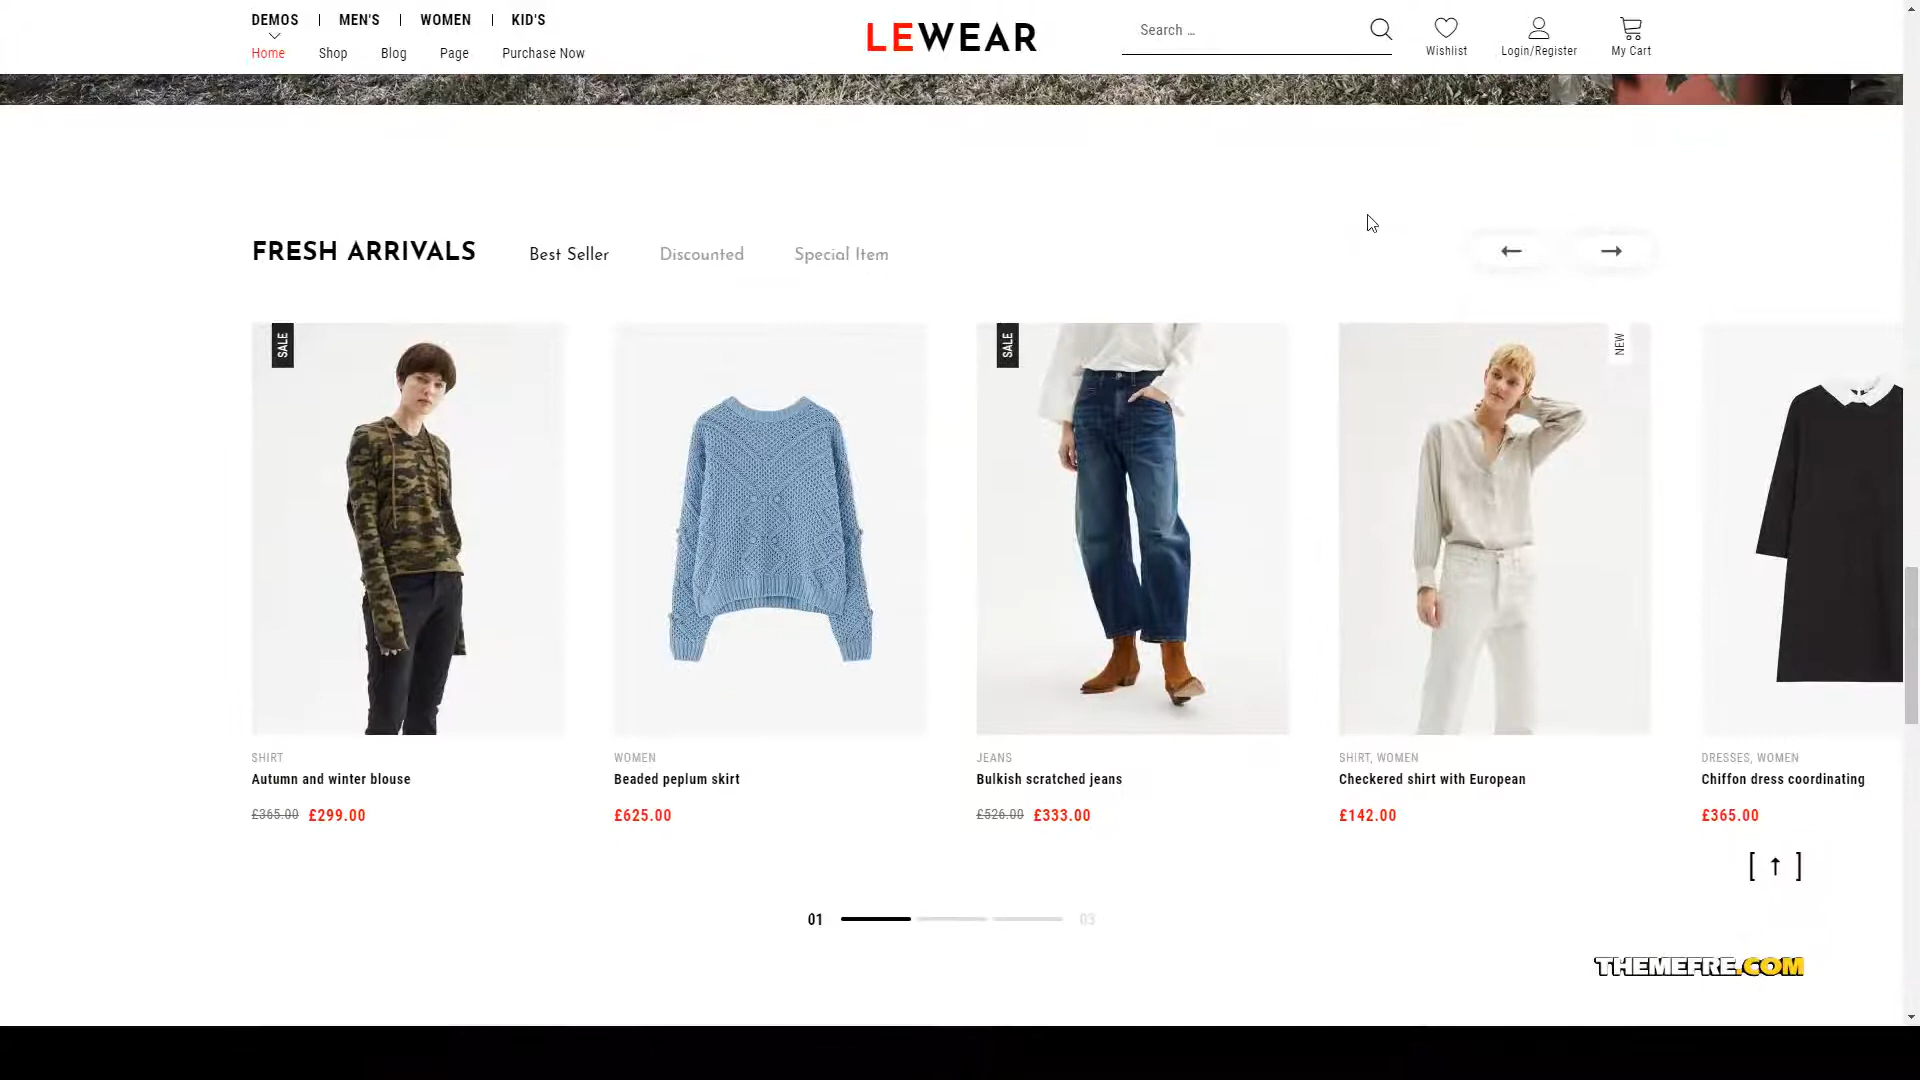 DEMOS | MEN'S | WOMEN | KID'S
Home Shop Blog Page Purchase Now
LEWEAR
Search ...
Wishlist Login/Register My Cart
FRESH ARRIVALS Best Seller Discounted Special Item
← →
SALE
SALE
NEW
SHIRT
Autumn and winter blouse
£365.00 £299.00
WOMEN
Beaded peplum skirt
£625.00
JEANS
Bulkish scratched jeans
£526.00 £333.00
SHIRT, WOMEN
Checkered shirt with European
£142.00
DRESSES, WOMEN
Chiffon dress coordinating
£365.00
[ ↑ ]
01 03
THEMEFRE.COM